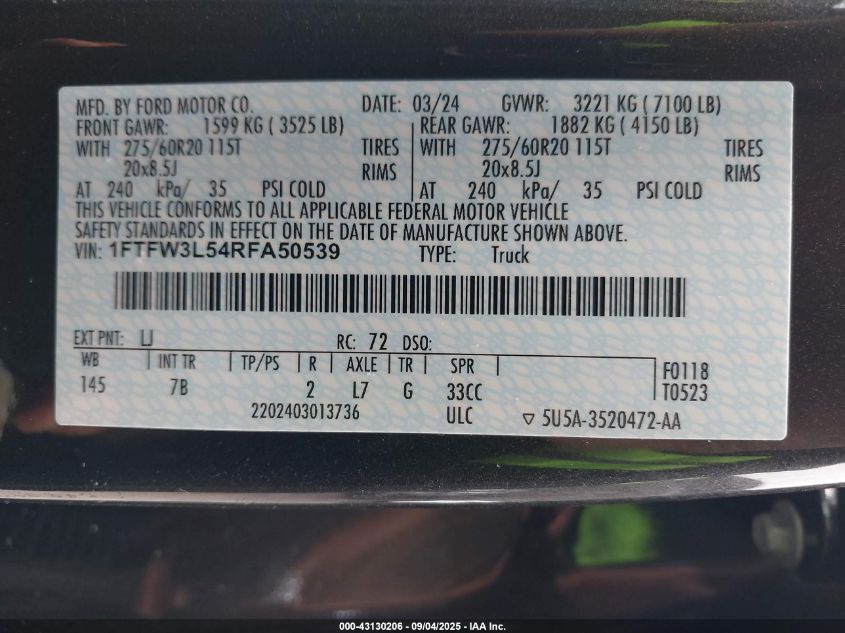 MFD. BY FORD MOTOR CO. DATE: 03/24 GVWR: 3221 KG ( 7100 LB)
FRONT GAWR: 1599 KG ( 3525 LB) REAR GAWR: 1882 KG ( 4150 LB)
WITH 275/60R20 115T TIRES WITH 275/60R20 115T TIRES
20x8.5J RIMS 20x8.5J RIMS
AT 240 kPa/ 35 PSI COLD AT 240 kPa/ 35 PSI COLD
THIS VEHICLE CONFORMS TO ALL APPLICABLE FEDERAL MOTOR VEHICLE
SAFETY STANDARDS IN EFFECT ON THE DATE OF MANUFACTURE SHOWN ABOVE.
VIN: 1FTFW3L54RFA50539 TYPE: Truck
EXT PNT: LJ RC: 72 DSO:
WB INT TR TP/PS R AXLE TR SPR F0118
145 7B 2 L7 G 33CC T0523
2202403013736 ULC ▽ 5U5A-3520472-AA
000-43130206 - 09/04/2025 - IAA Inc.